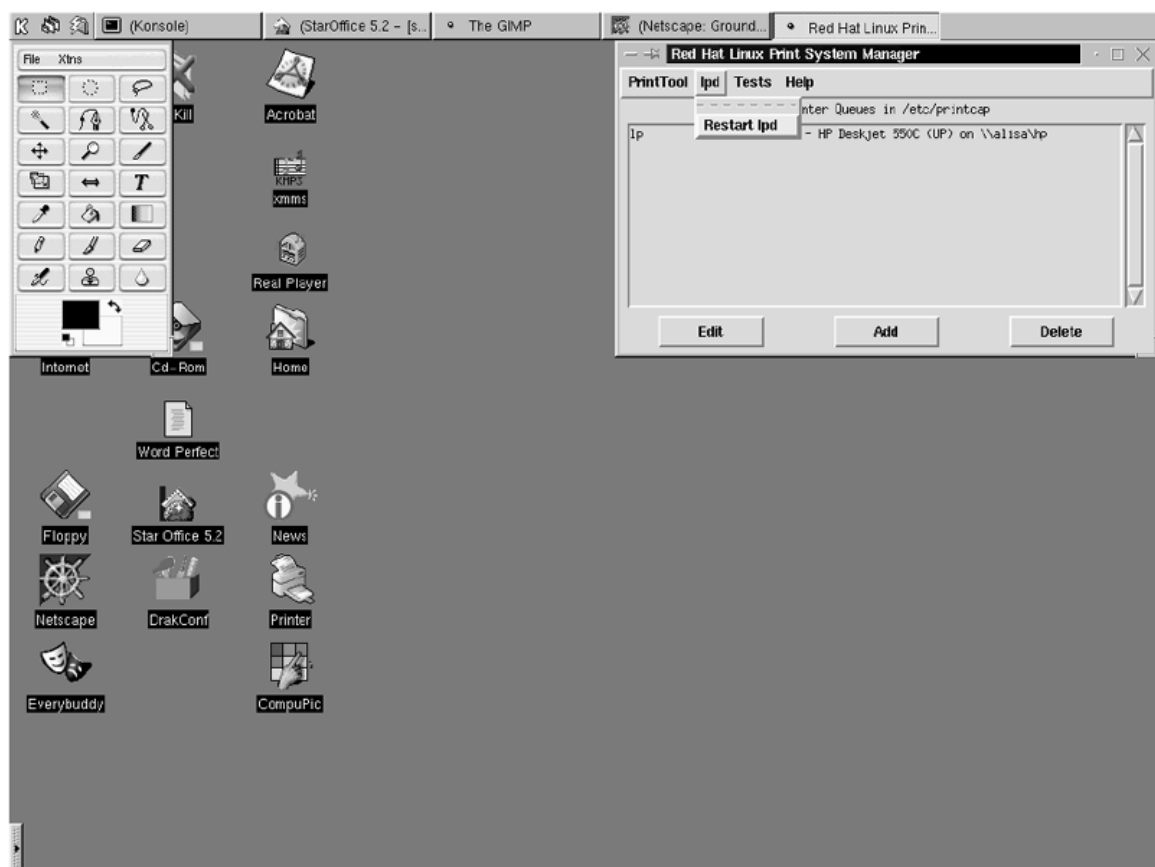 (Konsole)
(StarOffice 5.2 – [s...
The GIMP
(Netscape: Ground...
Red Hat Linux Prin...
File Xtns
Kill
Acrobat
KMP3
xmms
Real Player
Internet
Cd-Rom
Home
Word Perfect
Floppy
Star Office 5.2
News
Netscape
DrakConf
Printer
Everybuddy
CompuPic
Red Hat Linux Print System Manager
PrintTool lpd Tests Help
nter Queues in /etc/printcap
Restart lpd
lp - HP Deskjet 550C (UP) on \\alisa\hp
Edit Add Delete